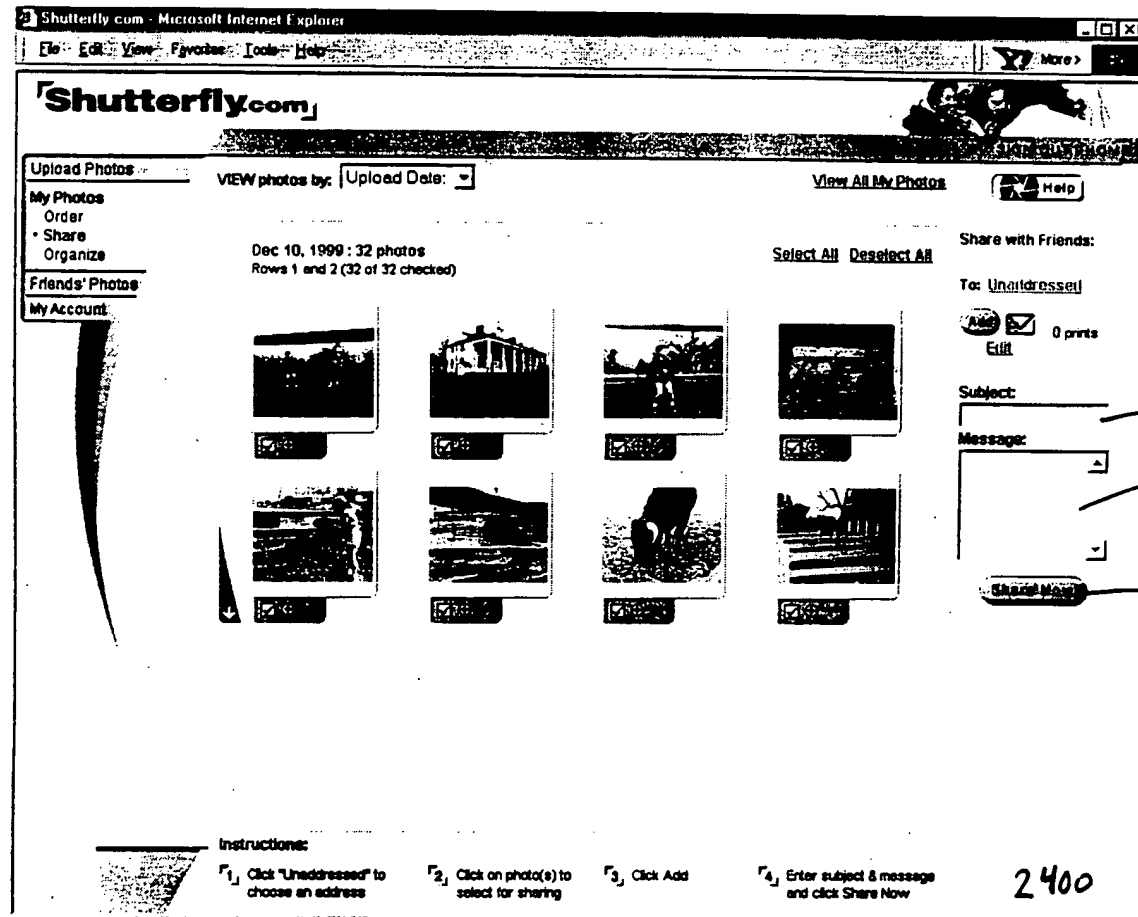 Shutterfly.com - Microsoft Internet Explorer
File Edit View Favorites Tools Help
More >
Shutterfly.com
Upload Photos
VIEW photos by: Upload Date:
View All My Photos
Help
My Photos
Order
• Share
Organize
Friends' Photos
My Account
Dec 10, 1999 : 32 photos
Rows 1 and 2 (32 of 32 checked)
Select All Deselect All
Share with Friends:
To: Unaddressed
Add
0 prints
Edit
Subject:
Message:
Share Now
Instructions:
1 Click "Unaddressed" to
choose an address
2 Click on photo(s) to
select for sharing
3 Click Add
4 Enter subject & message
and click Share Now
2400